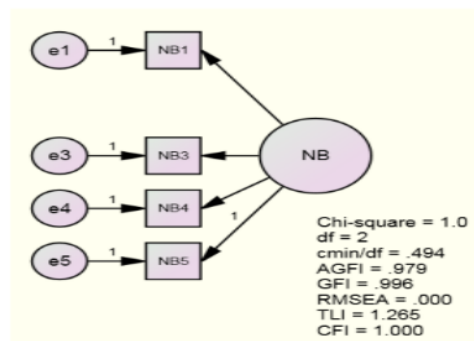 e1 1 NB1
e3 1 NB3 NB
e4 1 NB4
1
e5 1 NB5
Chi-square = 1.0
df = 2
cmin/df = .494
AGFI = .979
GFI = .996
RMSEA = .000
TLI = 1.265
CFI = 1.000